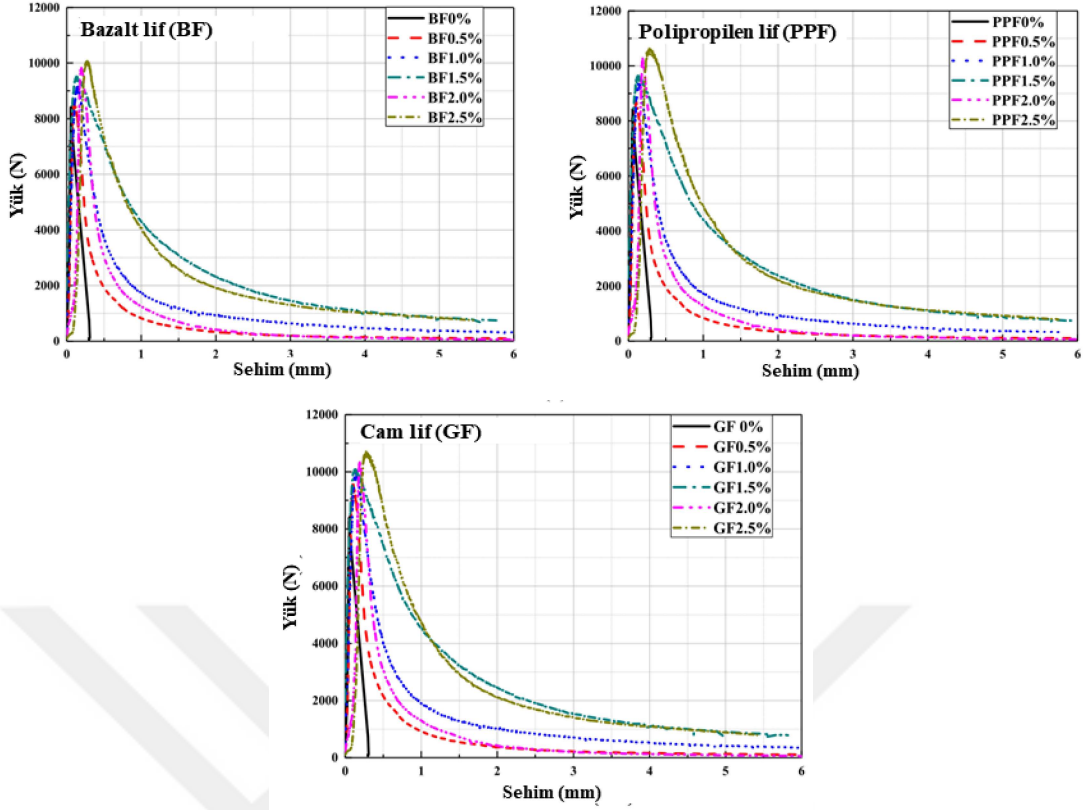 Bazalt lif (BF)
BF0%
BF0.5%
BF1.0%
BF1.5%
BF2.0%
BF2.5%
12000
10000
8000
6000
4000
2000
0
Yük (N)
0 1 2 3 4 5 6
Sehim (mm)
Polipropilen lif (PPF)
PPF0%
PPF0.5%
PPF1.0%
PPF1.5%
PPF2.0%
PPF2.5%
12000
10000
8000
6000
4000
2000
0
Yük (N)
0 1 2 3 4 5 6
Sehim (mm)
Cam lif (GF)
GF 0%
GF0.5%
GF1.0%
GF1.5%
GF2.0%
GF2.5%
12000
10000
8000
6000
4000
2000
0
Yük (N)
0 1 2 3 4 5 6
Sehim (mm)